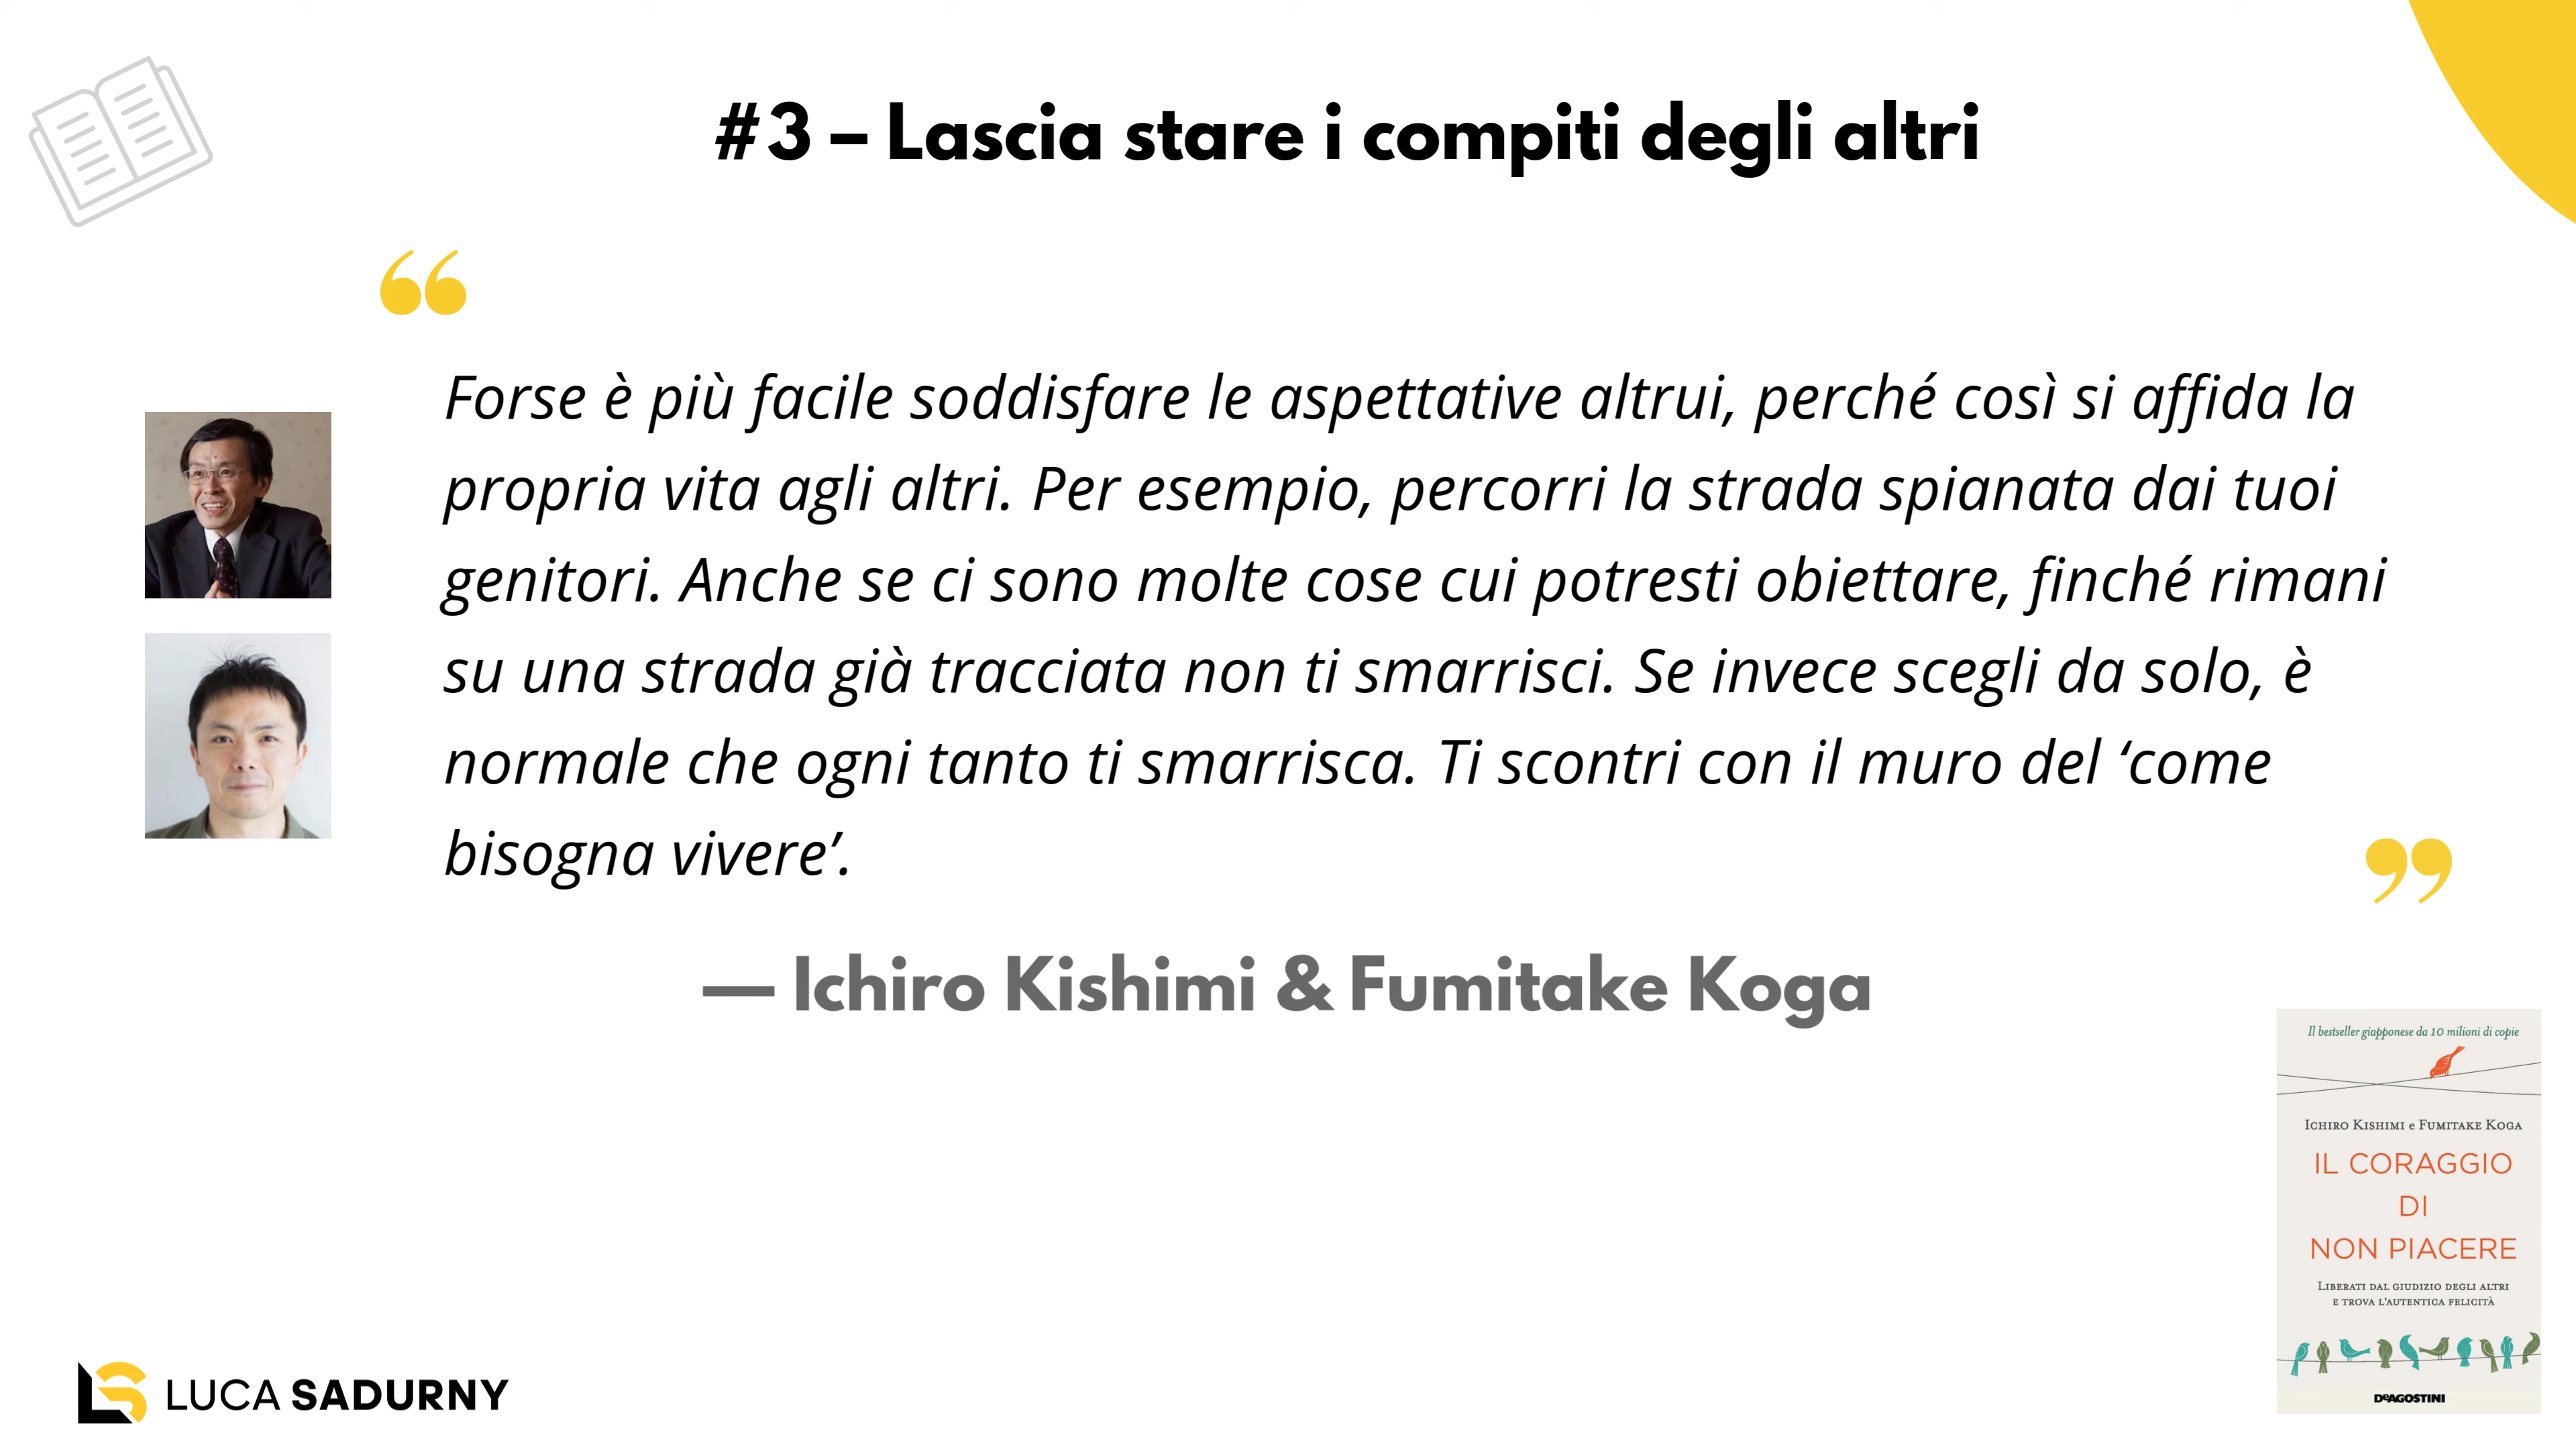 #3 – Lascia stare i compiti degli altri
“
Forse è più facile soddisfare le aspettative altrui, perché così si affida la
propria vita agli altri. Per esempio, percorri la strada spianata dai tuoi
genitori. Anche se ci sono molte cose cui potresti obiettare, finché rimani
su una strada già tracciata non ti smarrisci. Se invece scegli da solo, è
normale che ogni tanto ti smarrisca. Ti scontri con il muro del ‘come
bisogna vivere’.
”
— Ichiro Kishimi & Fumitake Koga
Il bestseller giapponese da 10 milioni di copie
Ichiro Kishimi e Fumitake Koga
IL CORAGGIO
DI
NON PIACERE
Liberati dal giudizio degli altri
e trova l'autentica felicità
DeAGOSTINI
LS LUCA SADURNY